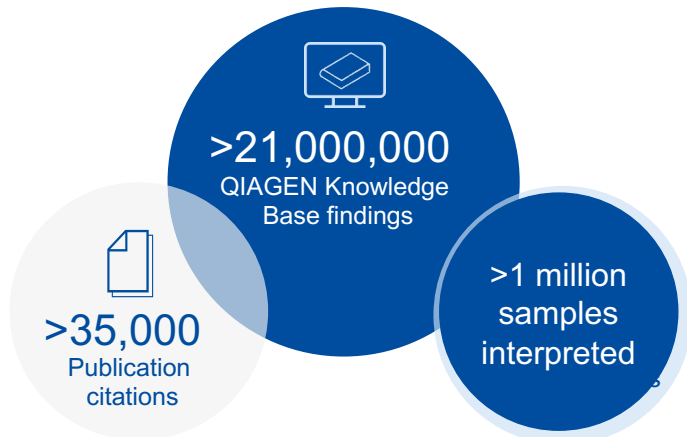 >21,000,000
QIAGEN Knowledge
Base findings
>35,000
Publication
citations
>1 million
samples
interpreted